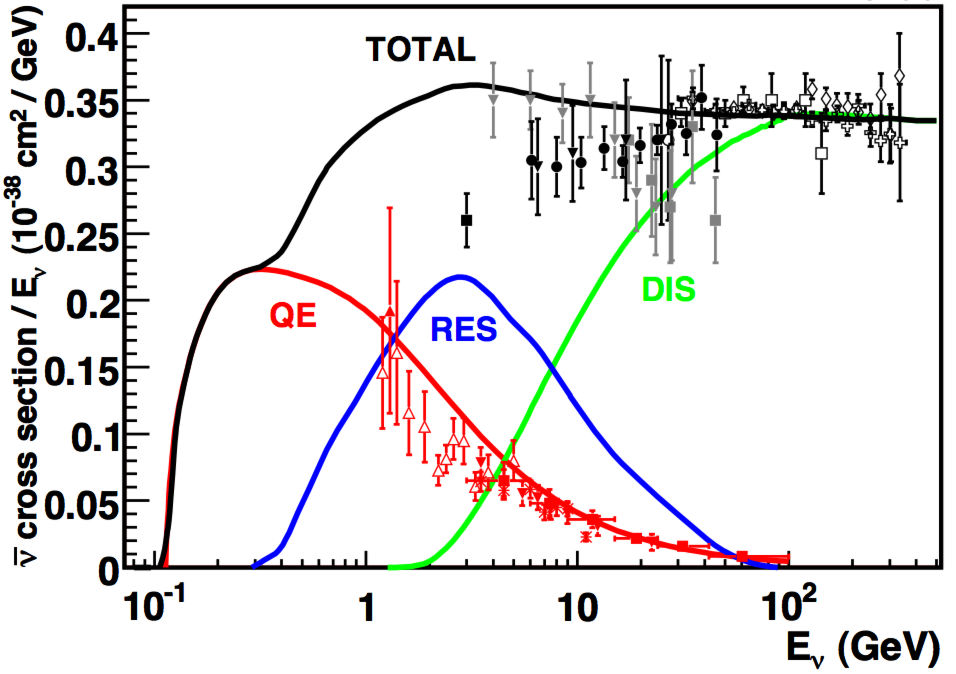 ν̅ cross section / Eν (10⁻³⁸ cm² / GeV)
0.4
0.35
0.3
0.25
0.2
0.15
0.1
0.05
0
TOTAL
QE
RES
DIS
10⁻¹ 1 10 10²
Eν (GeV)